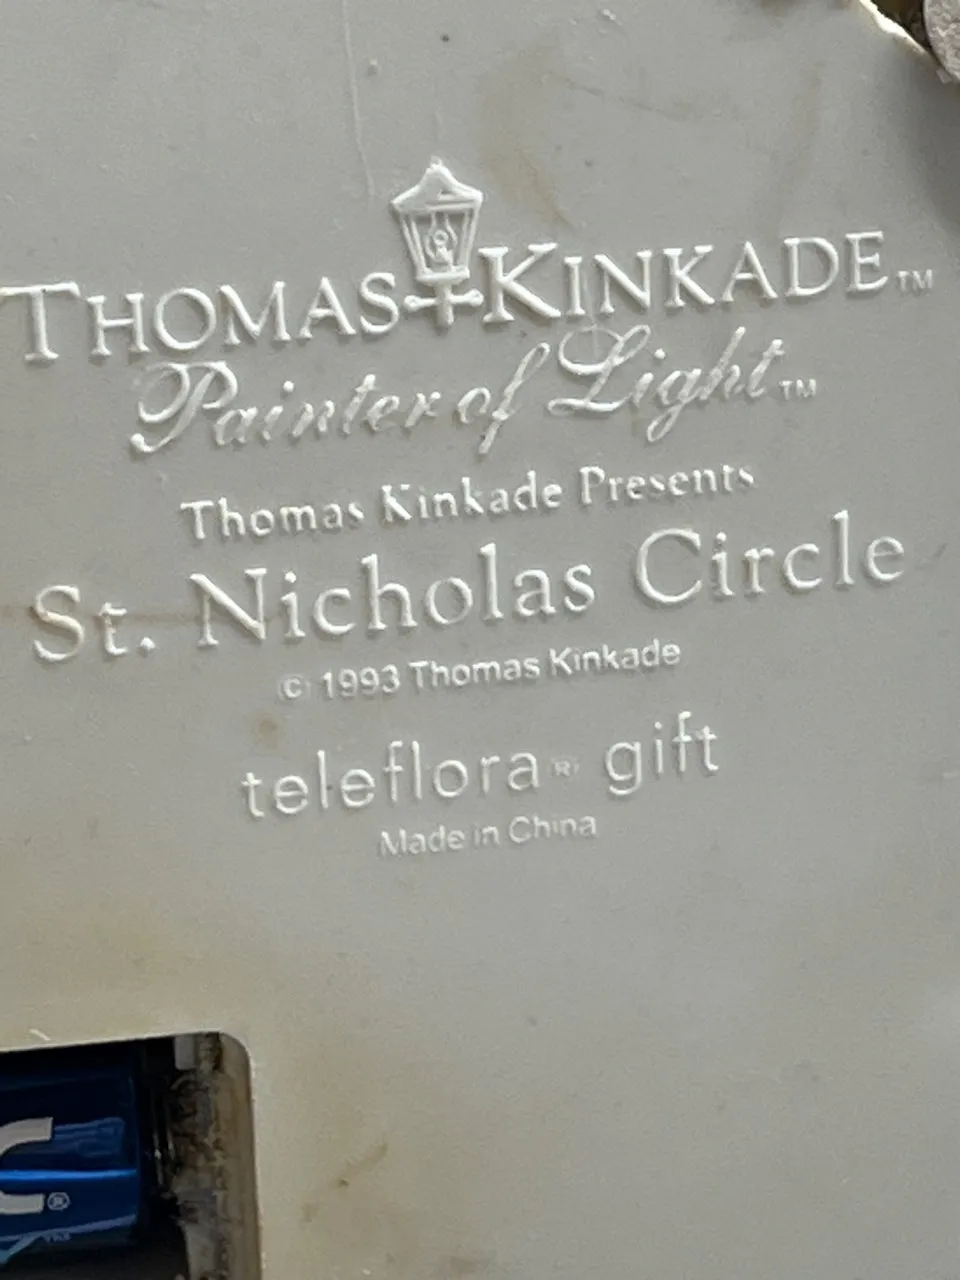 THOMAS KINKADE™
Painter of Light™
Thomas Kinkade Presents
St. Nicholas Circle
© 1993 Thomas Kinkade
teleflora® gift
Made in China
C®
™